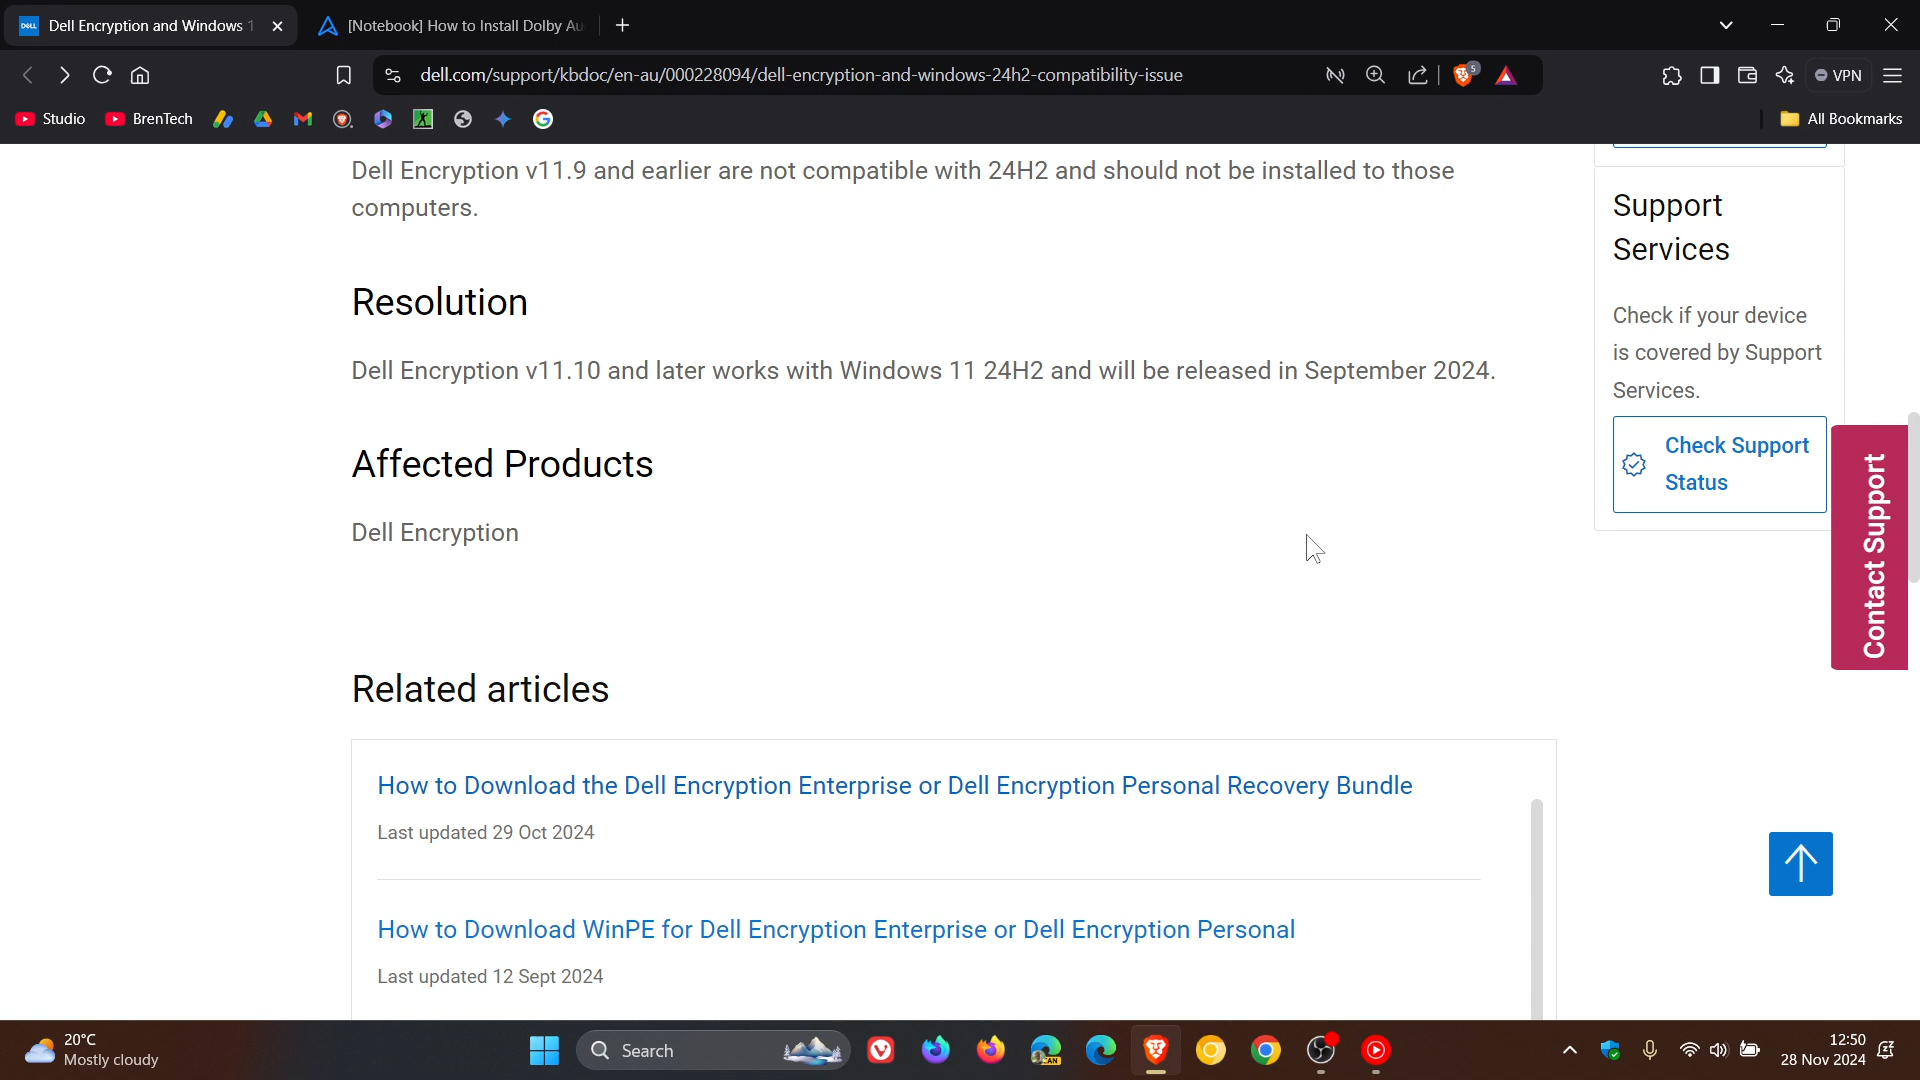 Dell Encryption and Windows 1
[Notebook] How to Install Dolby Au
dell.com/support/kbdoc/en-au/000228094/dell-encryption-and-windows-24h2-compatibility-issue
5
VPN
Studio
BrenTech
All Bookmarks
Dell Encryption v11.9 and earlier are not compatible with 24H2 and should not be installed to those
computers.
Resolution
Dell Encryption v11.10 and later works with Windows 11 24H2 and will be released in September 2024.
Affected Products
Dell Encryption
Related articles
How to Download the Dell Encryption Enterprise or Dell Encryption Personal Recovery Bundle
Last updated 29 Oct 2024
How to Download WinPE for Dell Encryption Enterprise or Dell Encryption Personal
Last updated 12 Sept 2024
Support
Services
Check if your device
is covered by Support
Services.
Check Support
Status
Contact Support
20°C
Mostly cloudy
Search
CAN
12:50
28 Nov 2024